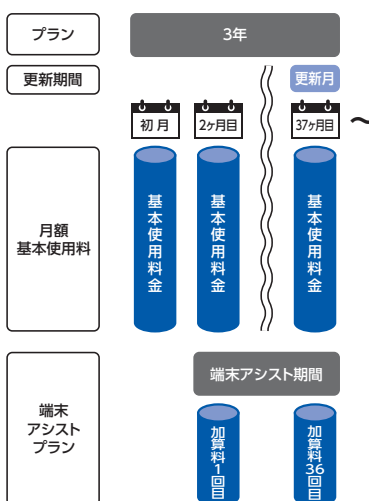 プラン
3年
更新期間
更新月
初月
2ヶ月目
37ヶ月目
～
月額
基本使用料
基本使用料金
基本使用料金
基本使用料金
端末アシスト期間
端末
アシスト
プラン
加算料1回目
加算料36回目